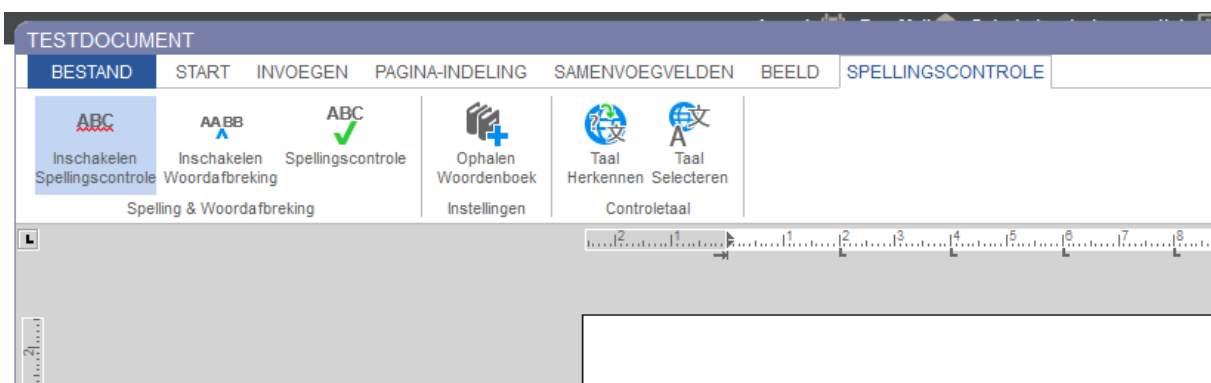 TESTDOCUMENT
BESTAND START INVOEGEN PAGINA-INDELING SAMENVOEGVELDEN BEELD SPELLINGSCONTROLE
ABC AABB ABC
Inschakelen Inschakelen Spellingscontrole Ophalen Taal Taal
Spellingscontrole Woordafbreking Woordenboek Herkennen Selecteren
Spelling & Woordafbreking Instellingen Controletaal
L 2 1 1 2 3 4 5 6 7 8
2